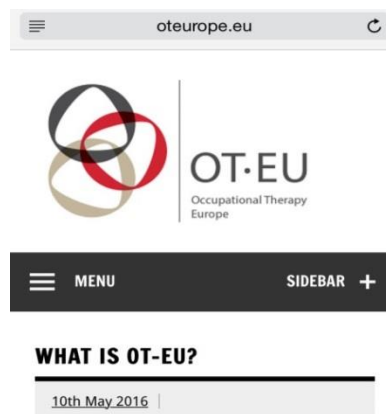 oteurope.eu
OT·EU
Occupational Therapy
Europe
MENU SIDEBAR +
WHAT IS OT-EU?
10th May 2016